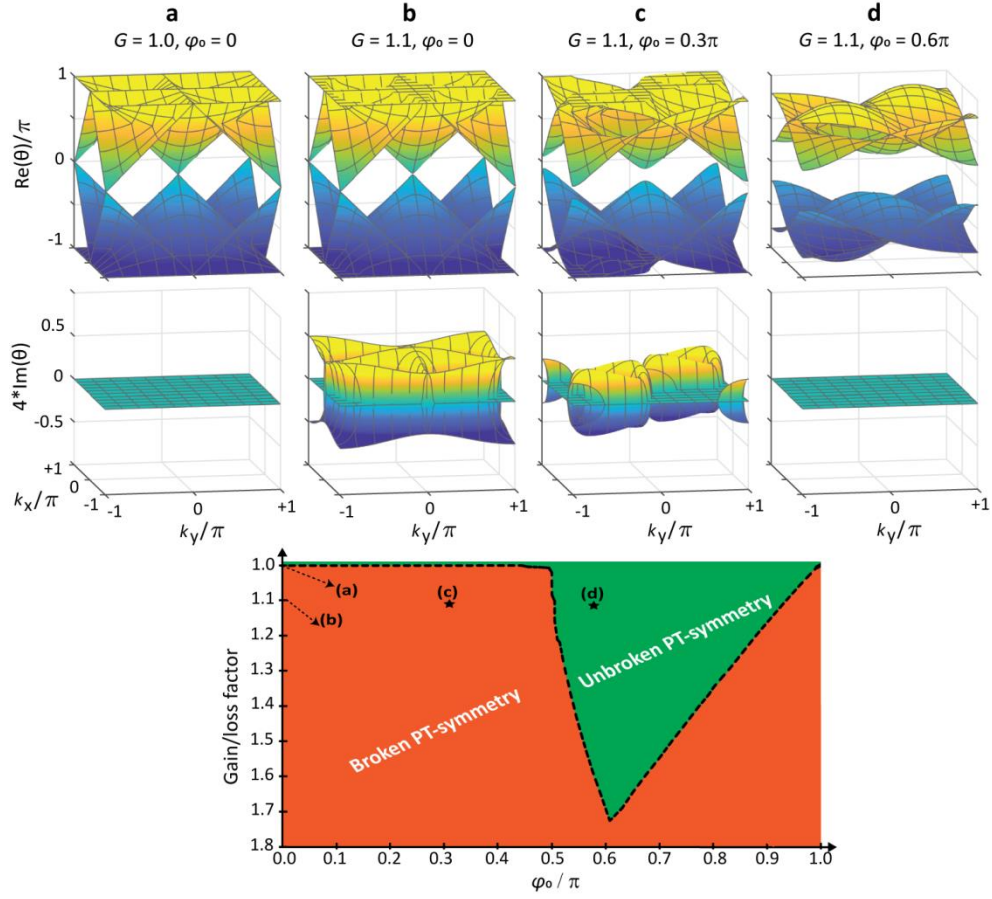 a b c d
G = 1.0, φ₀ = 0 G = 1.1, φ₀ = 0 G = 1.1, φ₀ = 0.3π G = 1.1, φ₀ = 0.6π
1
Re(θ)/π
0
-1
0.5
4*Im(θ)
0
-0.5
+1
0
kx/π
-1
-1 0 +1 -1 0 +1 -1 0 +1 -1 0 +1
ky/π ky/π ky/π ky/π
1.0
(a)
1.1
(b)
(c)
(d)
1.2
1.3
1.4
1.5
1.6
1.7
1.8
Gain/loss factor
Unbroken PT-symmetry
Broken PT-symmetry
0.0 0.1 0.2 0.3 0.4 0.5 0.6 0.7 0.8 0.9 1.0
φ₀ / π